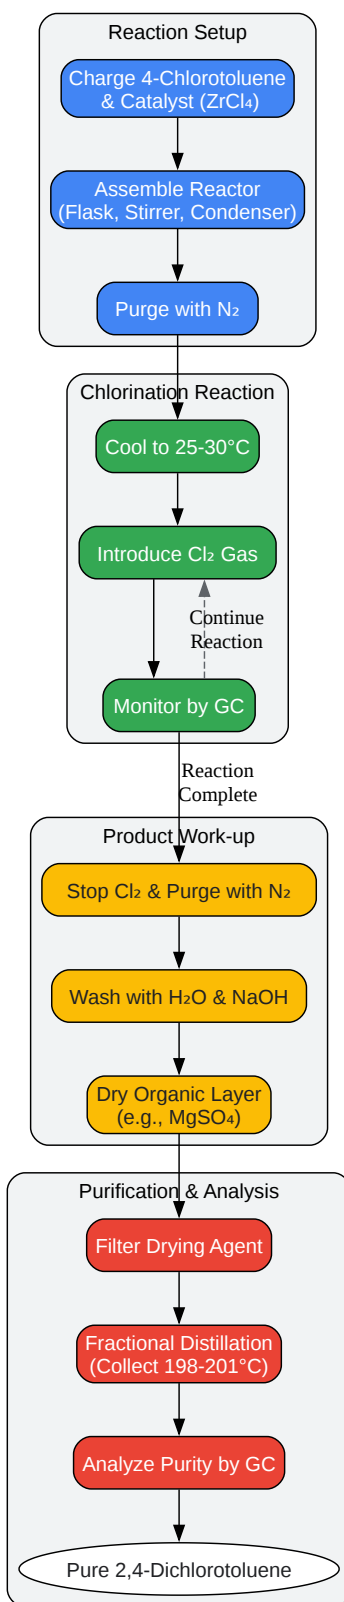 Reaction Setup
Charge 4-Chlorotoluene
& Catalyst (ZrCl₄)
Assemble Reactor
(Flask, Stirrer, Condenser)
Purge with N₂
Chlorination Reaction
Cool to 25-30°C
Introduce Cl₂ Gas
Continue
Reaction
Monitor by GC
Reaction
Complete
Product Work-up
Stop Cl₂ & Purge with N₂
Wash with H₂O & NaOH
Dry Organic Layer
(e.g., MgSO₄)
Purification & Analysis
Filter Drying Agent
Fractional Distillation
(Collect 198-201°C)
Analyze Purity by GC
Pure 2,4-Dichlorotoluene